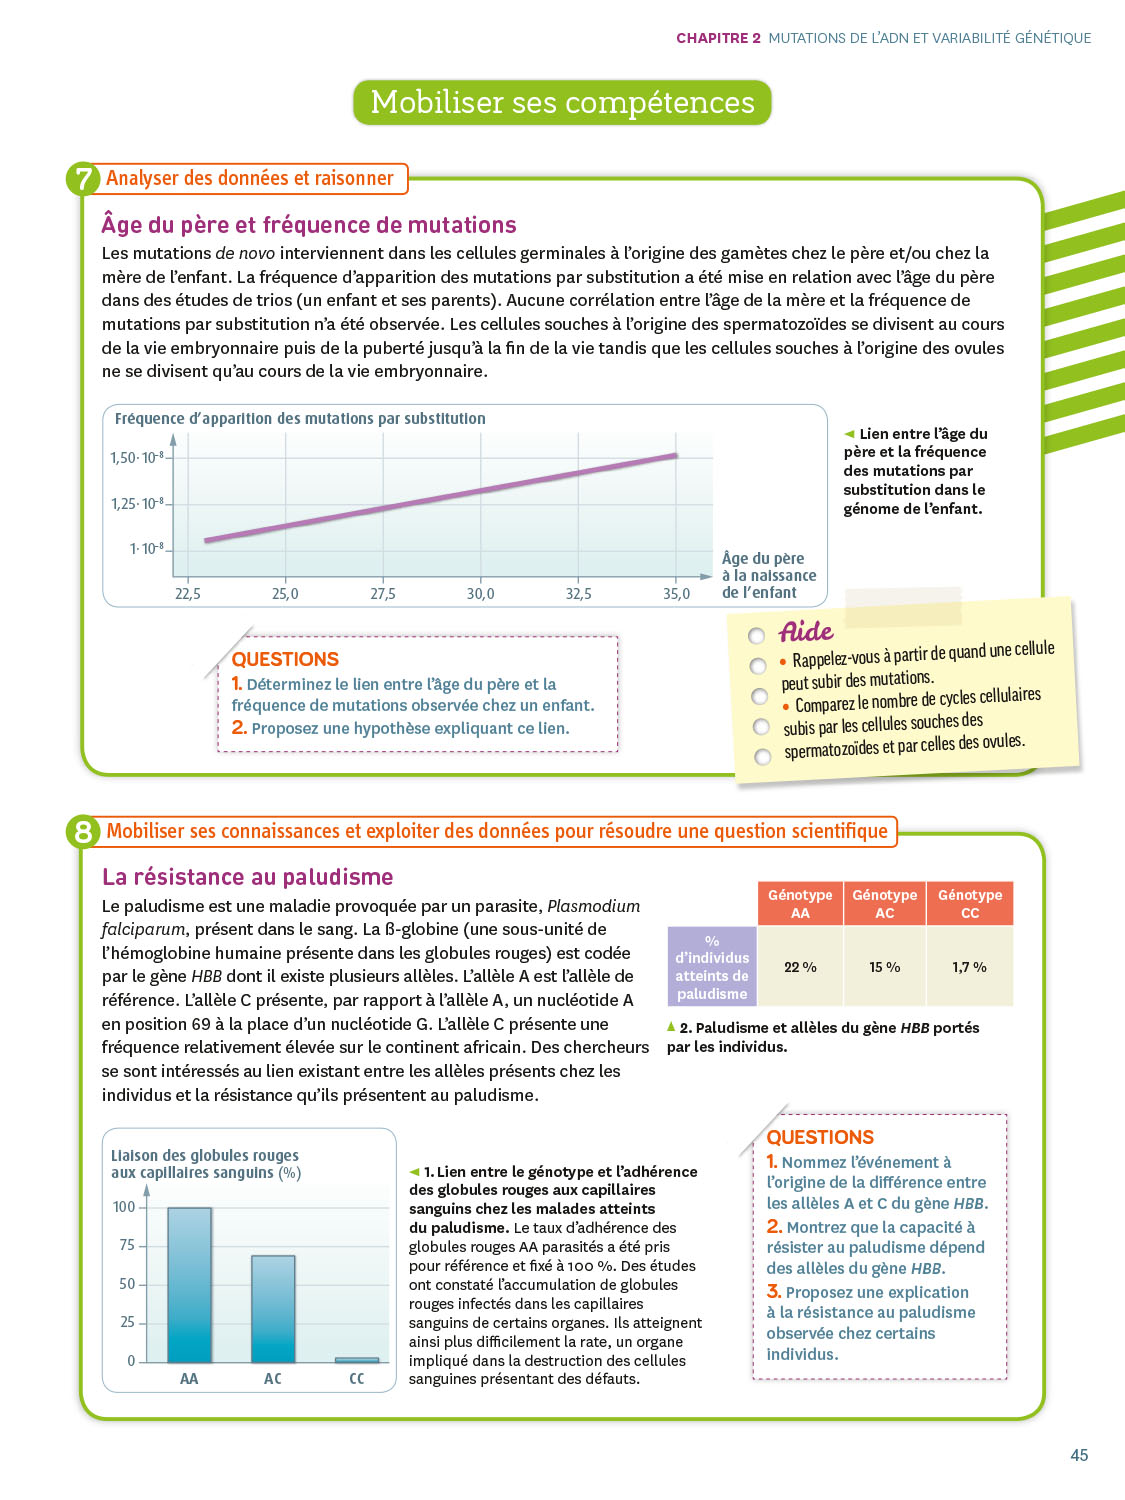 CHAPITRE 2 MUTATIONS DE L'ADN ET VARIABILITÉ GÉNÉTIQUE
Mobiliser ses compétences
7 Analyser des données et raisonner
Âge du père et fréquence de mutations
Les mutations de novo interviennent dans les cellules germinales à l'origine des gamètes chez le père et/ou chez la
mère de l'enfant. La fréquence d'apparition des mutations par substitution a été mise en relation avec l'âge du père
dans des études de trios (un enfant et ses parents). Aucune corrélation entre l'âge de la mère et la fréquence de
mutations par substitution n'a été observée. Les cellules souches à l'origine des spermatozoïdes se divisent au cours
de la vie embryonnaire puis de la puberté jusqu'à la fin de la vie tandis que les cellules souches à l'origine des ovules
ne se divisent qu'au cours de la vie embryonnaire.
Fréquence d'apparition des mutations par substitution
1,50·10⁻⁸
1,25·10⁻⁸
1·10⁻⁸
22,5 25,0 27,5 30,0 32,5 35,0
Âge du père
à la naissance
de l'enfant
◄ Lien entre l'âge du
père et la fréquence
des mutations par
substitution dans le
génome de l'enfant.
QUESTIONS
1. Déterminez le lien entre l'âge du père et la
fréquence de mutations observée chez un enfant.
2. Proposez une hypothèse expliquant ce lien.
Aide
• Rappelez-vous à partir de quand une cellule
peut subir des mutations.
• Comparez le nombre de cycles cellulaires
subis par les cellules souches des
spermatozoïdes et par celles des ovules.
8 Mobiliser ses connaissances et exploiter des données pour résoudre une question scientifique
La résistance au paludisme
Le paludisme est une maladie provoquée par un parasite, Plasmodium
falciparum, présent dans le sang. La ß-globine (une sous-unité de
l'hémoglobine humaine présente dans les globules rouges) est codée
par le gène HBB dont il existe plusieurs allèles. L'allèle A est l'allèle de
référence. L'allèle C présente, par rapport à l'allèle A, un nucléotide A
en position 69 à la place d'un nucléotide G. L'allèle C présente une
fréquence relativement élevée sur le continent africain. Des chercheurs
se sont intéressés au lien existant entre les allèles présents chez les
individus et la résistance qu'ils présentent au paludisme.
Génotype AA Génotype AC Génotype CC
% d'individus atteints de paludisme 22 % 15 % 1,7 %
▲ 2. Paludisme et allèles du gène HBB portés
par les individus.
Liaison des globules rouges
aux capillaires sanguins (%)
100
75
50
25
0
AA AC CC
◄ 1. Lien entre le génotype et l'adhérence
des globules rouges aux capillaires
sanguins chez les malades atteints
du paludisme. Le taux d'adhérence des
globules rouges AA parasités a été pris
pour référence et fixé à 100 %. Des études
ont constaté l'accumulation de globules
rouges infectés dans les capillaires
sanguins de certains organes. Ils atteignent
ainsi plus difficilement la rate, un organe
impliqué dans la destruction des cellules
sanguines présentant des défauts.
QUESTIONS
1. Nommez l'événement à
l'origine de la différence entre
les allèles A et C du gène HBB.
2. Montrez que la capacité à
résister au paludisme dépend
des allèles du gène HBB.
3. Proposez une explication
à la résistance au paludisme
observée chez certains
individus.
45